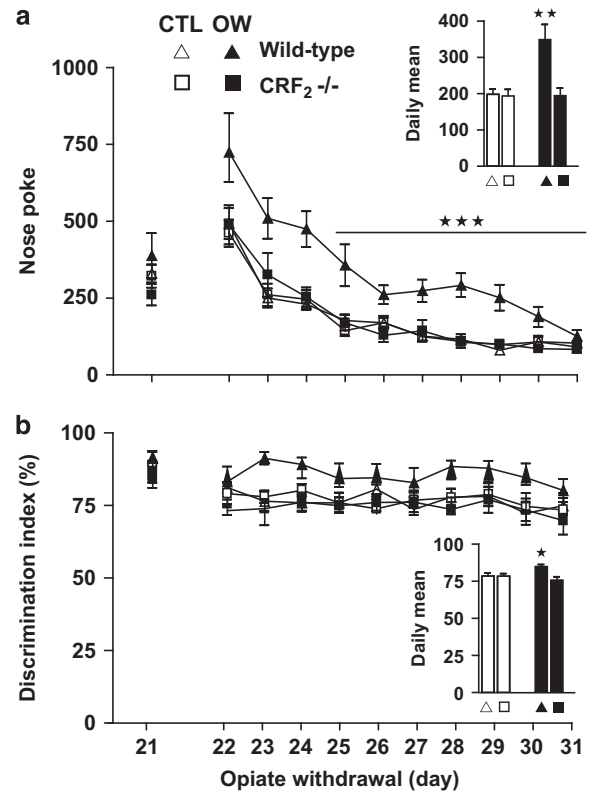 a
CTL OW
Wild-type
CRF₂ -/-
Nose poke
1000
750
500
250
0
★★★
Daily mean
400
300
200
100
0
★★
b
Discrimination index (%)
100
75
50
25
0
Daily mean
100
75
50
25
0
★
21 22 23 24 25 26 27 28 29 30 31
Opiate withdrawal (day)